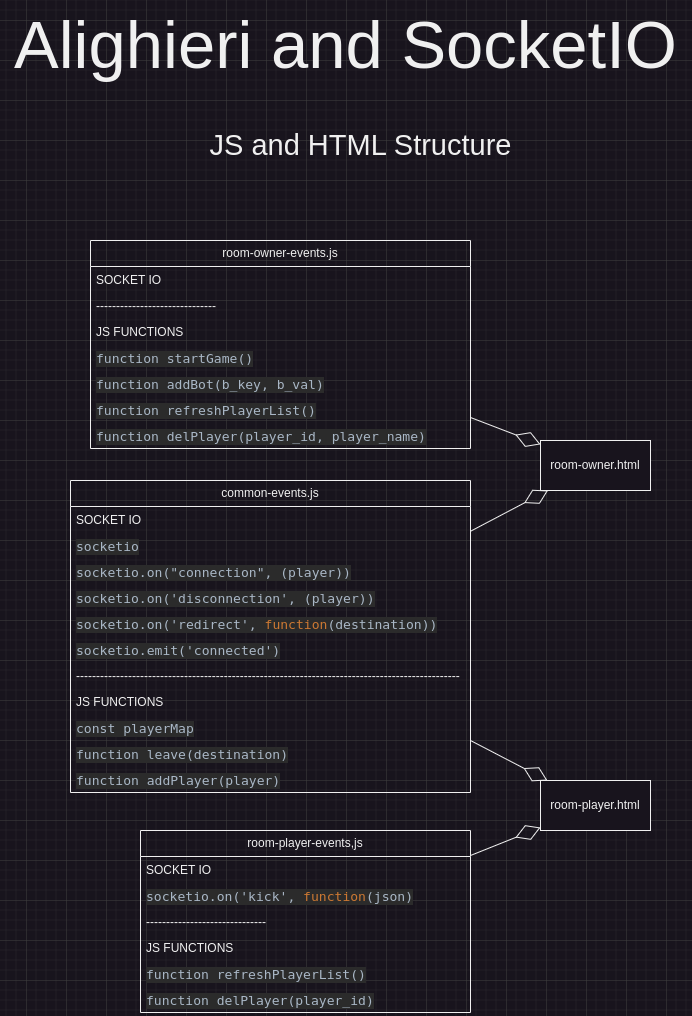 Alighieri and SocketIO
JS and HTML Structure
room-owner-events.js
SOCKET IO
------------------------------
JS FUNCTIONS
function startGame()
function addBot(b_key, b_val)
function refreshPlayerList()
function delPlayer(player_id, player_name)
room-owner.html
common-events.js
SOCKET IO
socketio
socketio.on("connection", (player))
socketio.on('disconnection', (player))
socketio.on('redirect', function(destination))
socketio.emit('connected')
------------------------------------------------------------------------------------------------
JS FUNCTIONS
const playerMap
function leave(destination)
function addPlayer(player)
room-player.html
room-player-events,js
SOCKET IO
socketio.on('kick', function(json)
------------------------------
JS FUNCTIONS
function refreshPlayerList()
function delPlayer(player_id)